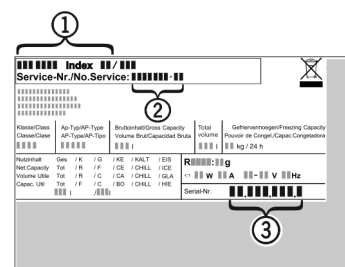 1
Index /
Service-Nr./No.Service: -
2
Klasse/Class Ap-Typ/AP-Type Bruttoinhalt/Gross Capacity Total Gefriervermoegen/Freezing Capacity
Classe/Clase AP-Type/AP-Tipo Volume Brut/Capacidad Bruta volume Pouvoir de Congel./Capac.Congeladora
l l kg / 24 h
Nutzinhalt Ges / K / G / KE / KALT / EIS
Net.Capacity Tot / R / F / CE / CHILL / ICE
Volume Utile Tot / R / C / CA / CHILL / GLA
Capac. Util Tot / F / C / BO / CHILL / HIE
l / l
R : g
W A - V Hz
Serial-Nr. . . .
3